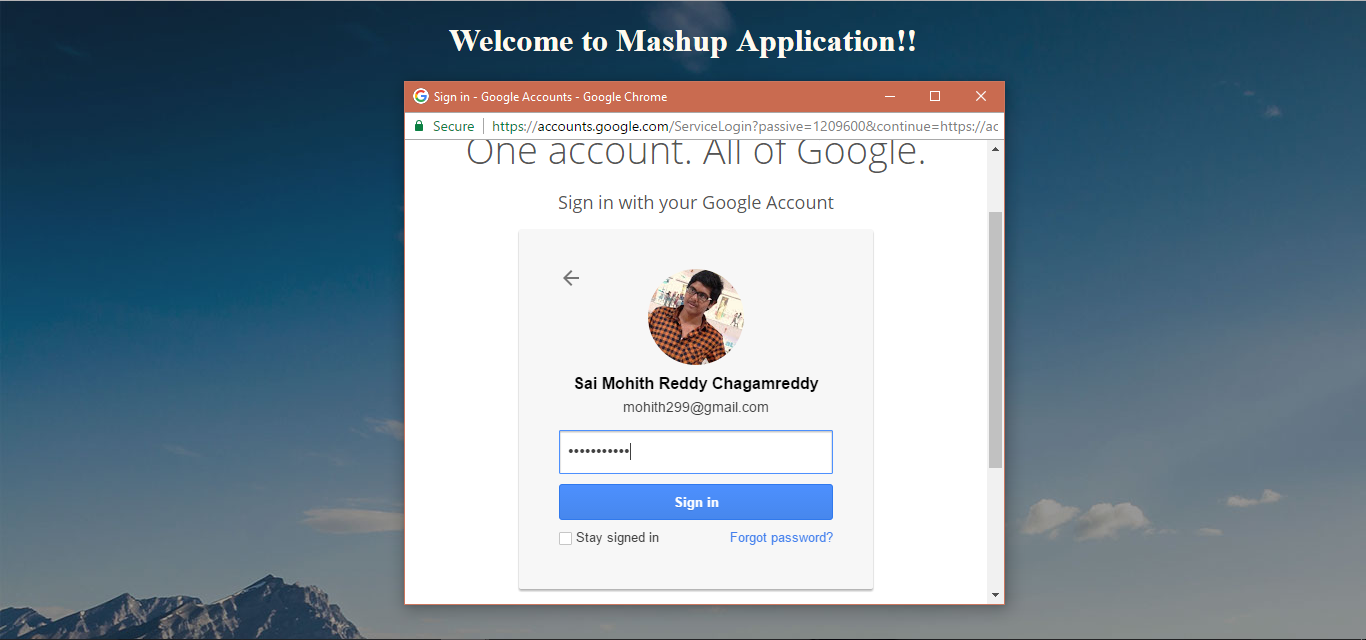 Welcome to Mashup Application!!
Sign in - Google Accounts - Google Chrome
Secure https://accounts.google.com/ServiceLogin?passive=1209600&continue=https://ac
One account. All of Google.
Sign in with your Google Account
Sai Mohith Reddy Chagamreddy
mohith299@gmail.com
•••••••••••
Sign in
Stay signed in Forgot password?